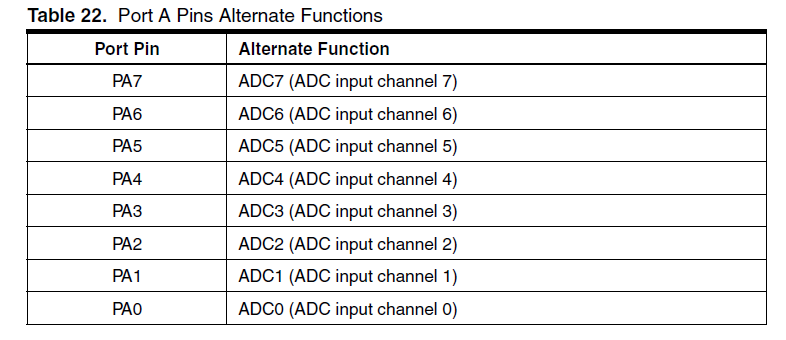 Table 22. Port A Pins Alternate Functions
Port Pin Alternate Function
PA7 ADC7 (ADC input channel 7)
PA6 ADC6 (ADC input channel 6)
PA5 ADC5 (ADC input channel 5)
PA4 ADC4 (ADC input channel 4)
PA3 ADC3 (ADC input channel 3)
PA2 ADC2 (ADC input channel 2)
PA1 ADC1 (ADC input channel 1)
PA0 ADC0 (ADC input channel 0)